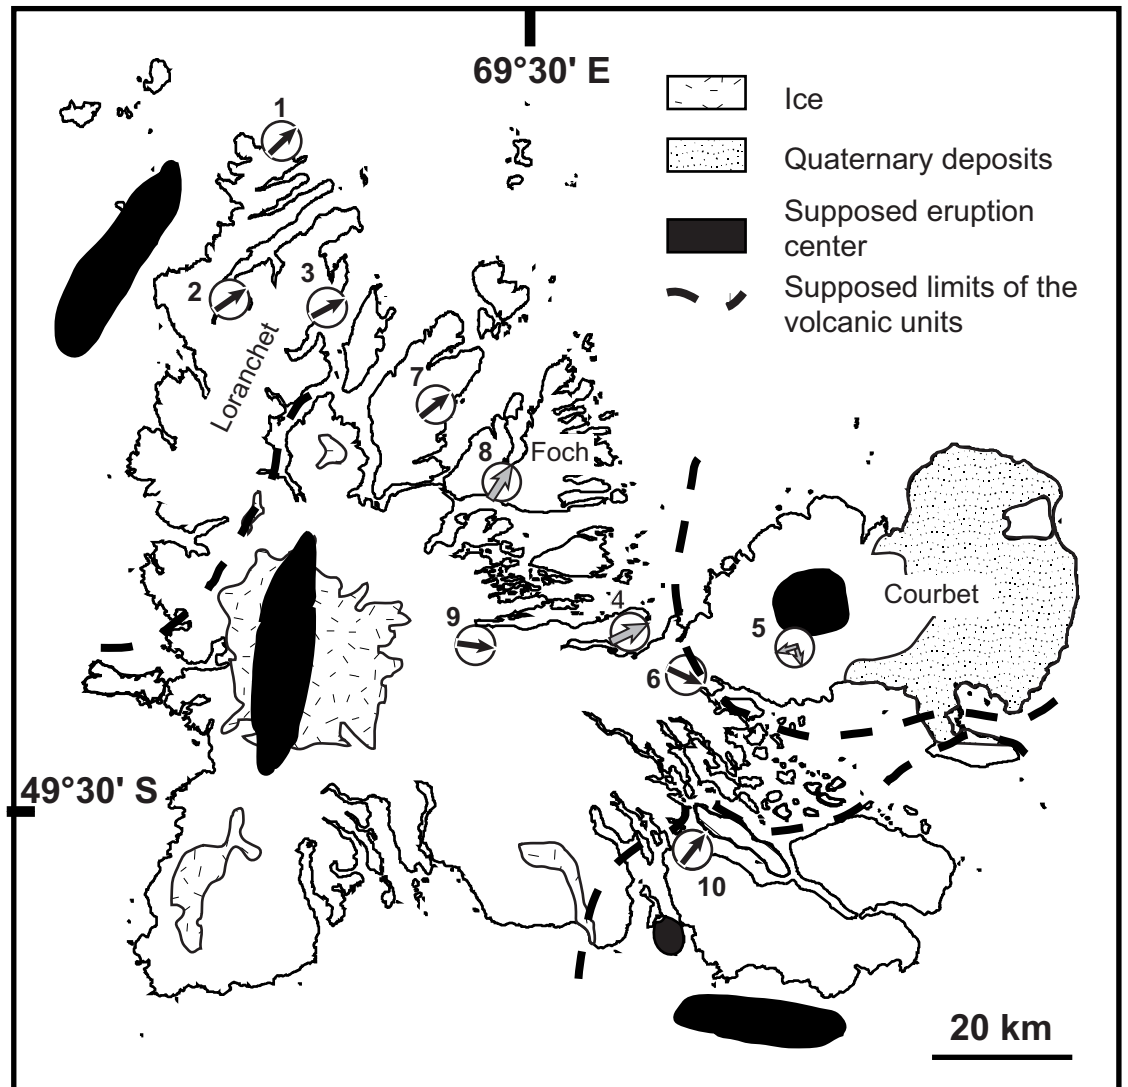 69°30' E
Ice
1
Quaternary deposits
Supposed eruption
center
3
2
Supposed limits of the
volcanic units
Loranchet
7
8
Foch
Courbet
4
9
5
6
49°30' S
10
20 km